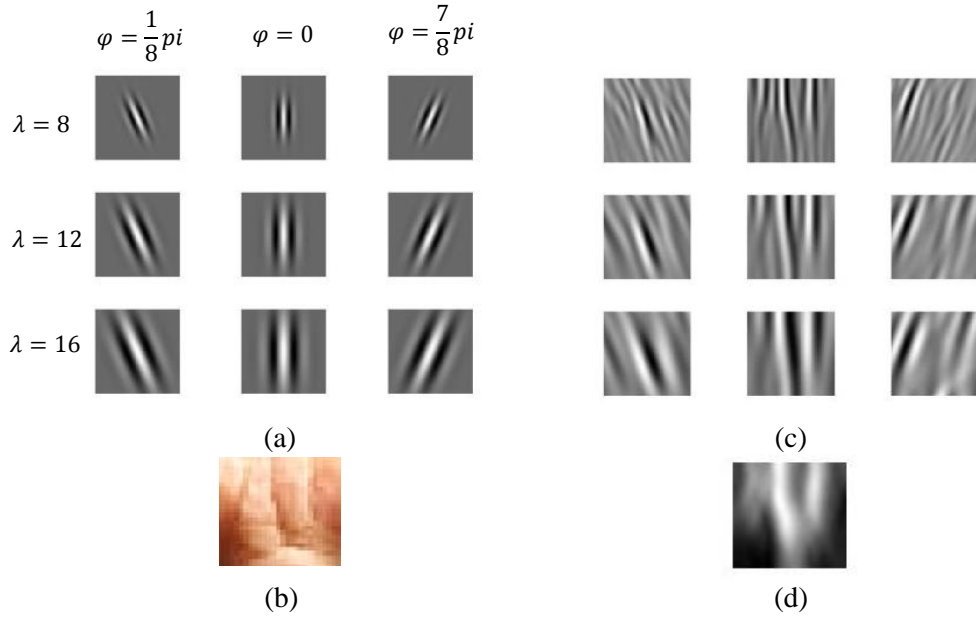 φ = 1/8 pi
φ = 0
φ = 7/8 pi
λ = 8
λ = 12
λ = 16
(a)
(c)
(b)
(d)